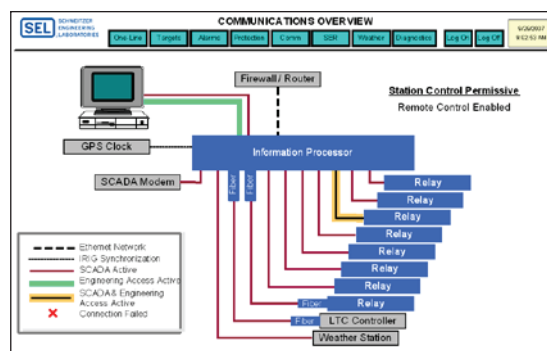 COMMUNICATIONS OVERVIEW
SEL
SCHWEITZER
ENGINEERING
LABORATORIES
One-Line
Targets
Alarms
Protection
Comm
SER
Weather
Diagnostics
Log On
Log Off
Firewall / Router
Station Control Permissive
Remote Control Enabled
GPS Clock
Information Processor
SCADA Modem
Fiber
Fiber
Relay
Relay
Relay
Relay
Relay
Relay
Relay
Fiber
Relay
Fiber
LTC Controller
Weather Station
Ethernet Network
IRIG Synchronization
SCADA Active
Engineering Access Active
SCADA & Engineering
Access Active
Connection Failed